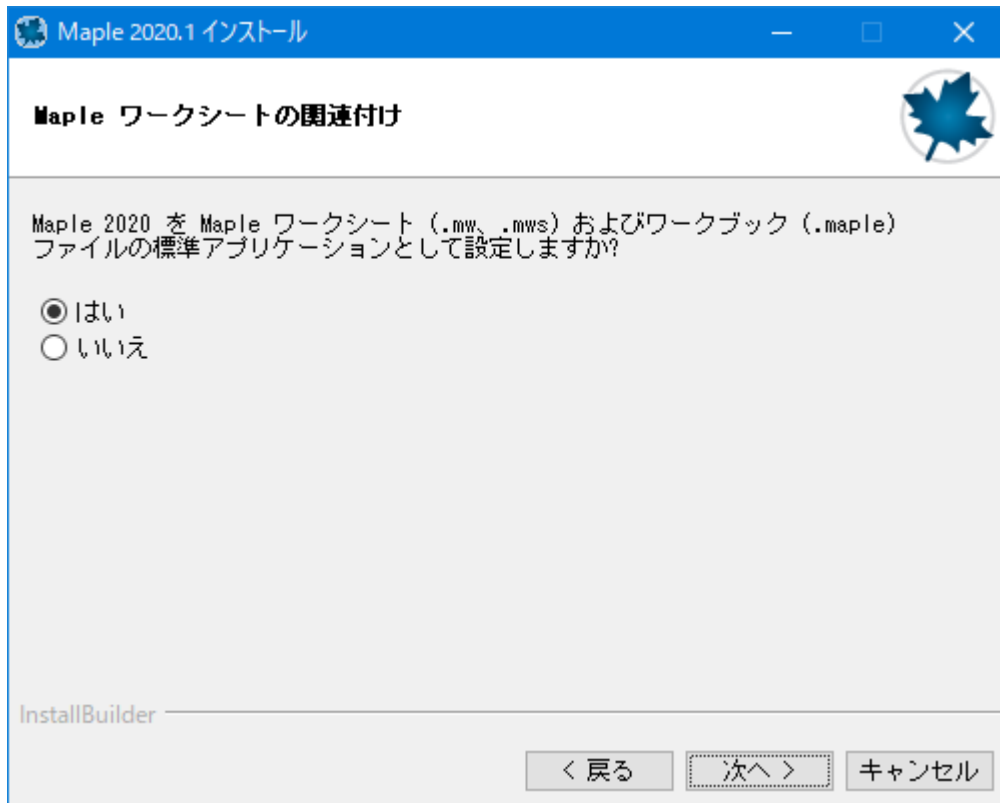 Maple 2020.1 インストール
Maple ワークシートの関連付け
Maple 2020 を Maple ワークシート (.mw、.mws) およびワークブック (.maple)
ファイルの標準アプリケーションとして設定しますか?
はい
いいえ
InstallBuilder
< 戻る
次へ >
キャンセル